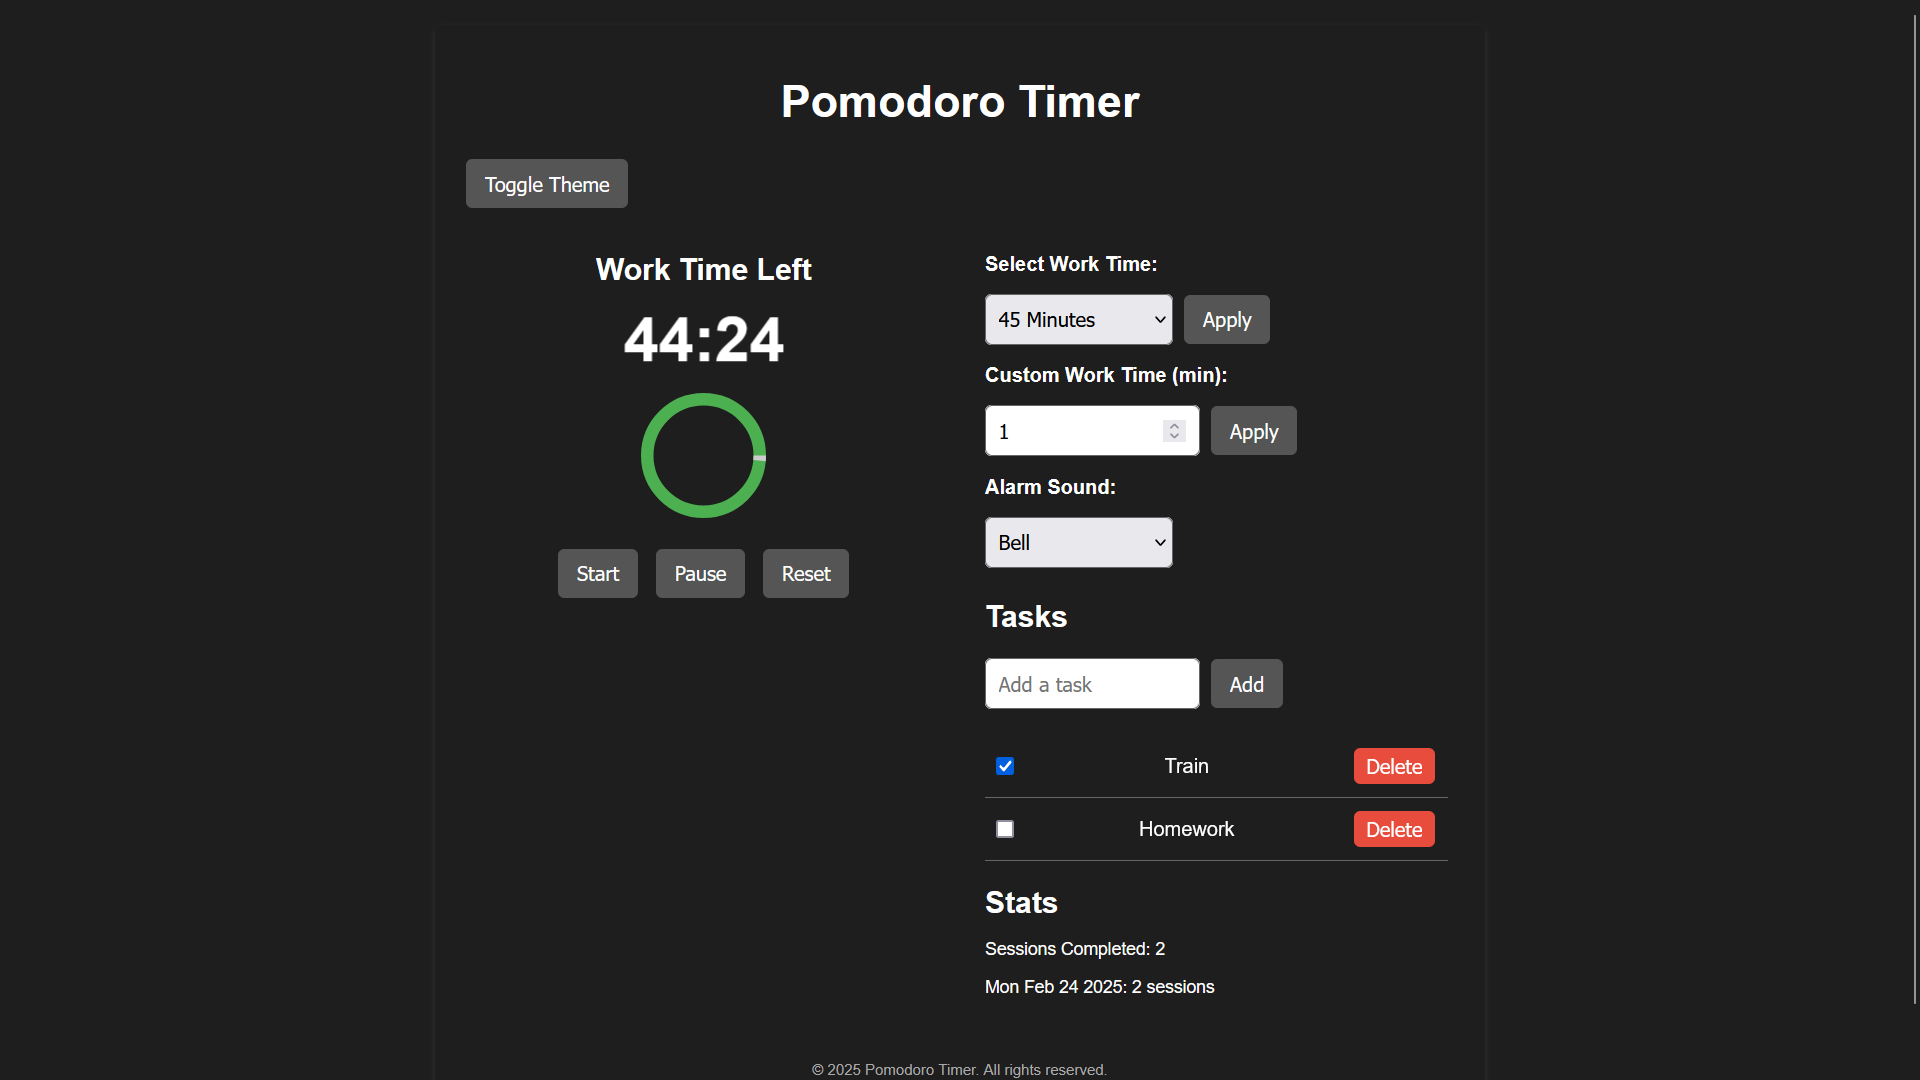 Pomodoro Timer
Toggle Theme
Work Time Left
44:24
Start Pause Reset
Select Work Time:
45 Minutes Apply
Custom Work Time (min):
1 Apply
Alarm Sound:
Bell
Tasks
Add a task Add
Train Delete
Homework Delete
Stats
Sessions Completed: 2
Mon Feb 24 2025: 2 sessions
© 2025 Pomodoro Timer. All rights reserved.